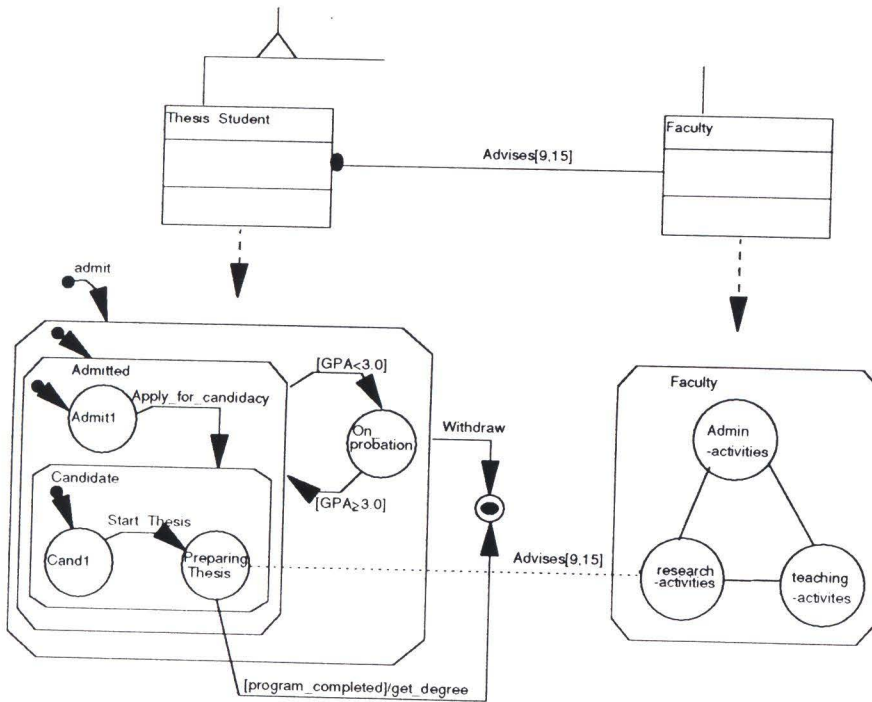 Thesis Student
Faculty
Advises[9,15]
admit
Admitted
[GPA<3.0]
Faculty
Apply_for_candidacy
Admit1
On_
probation
Withdraw
Admin
-activities
Candidate
[GPA≥3.0]
Start Thesis
Cand1
Preparing
Thesis
Advises[9,15]
research
-activities
teaching
-activites
[program_completed]/get_degree